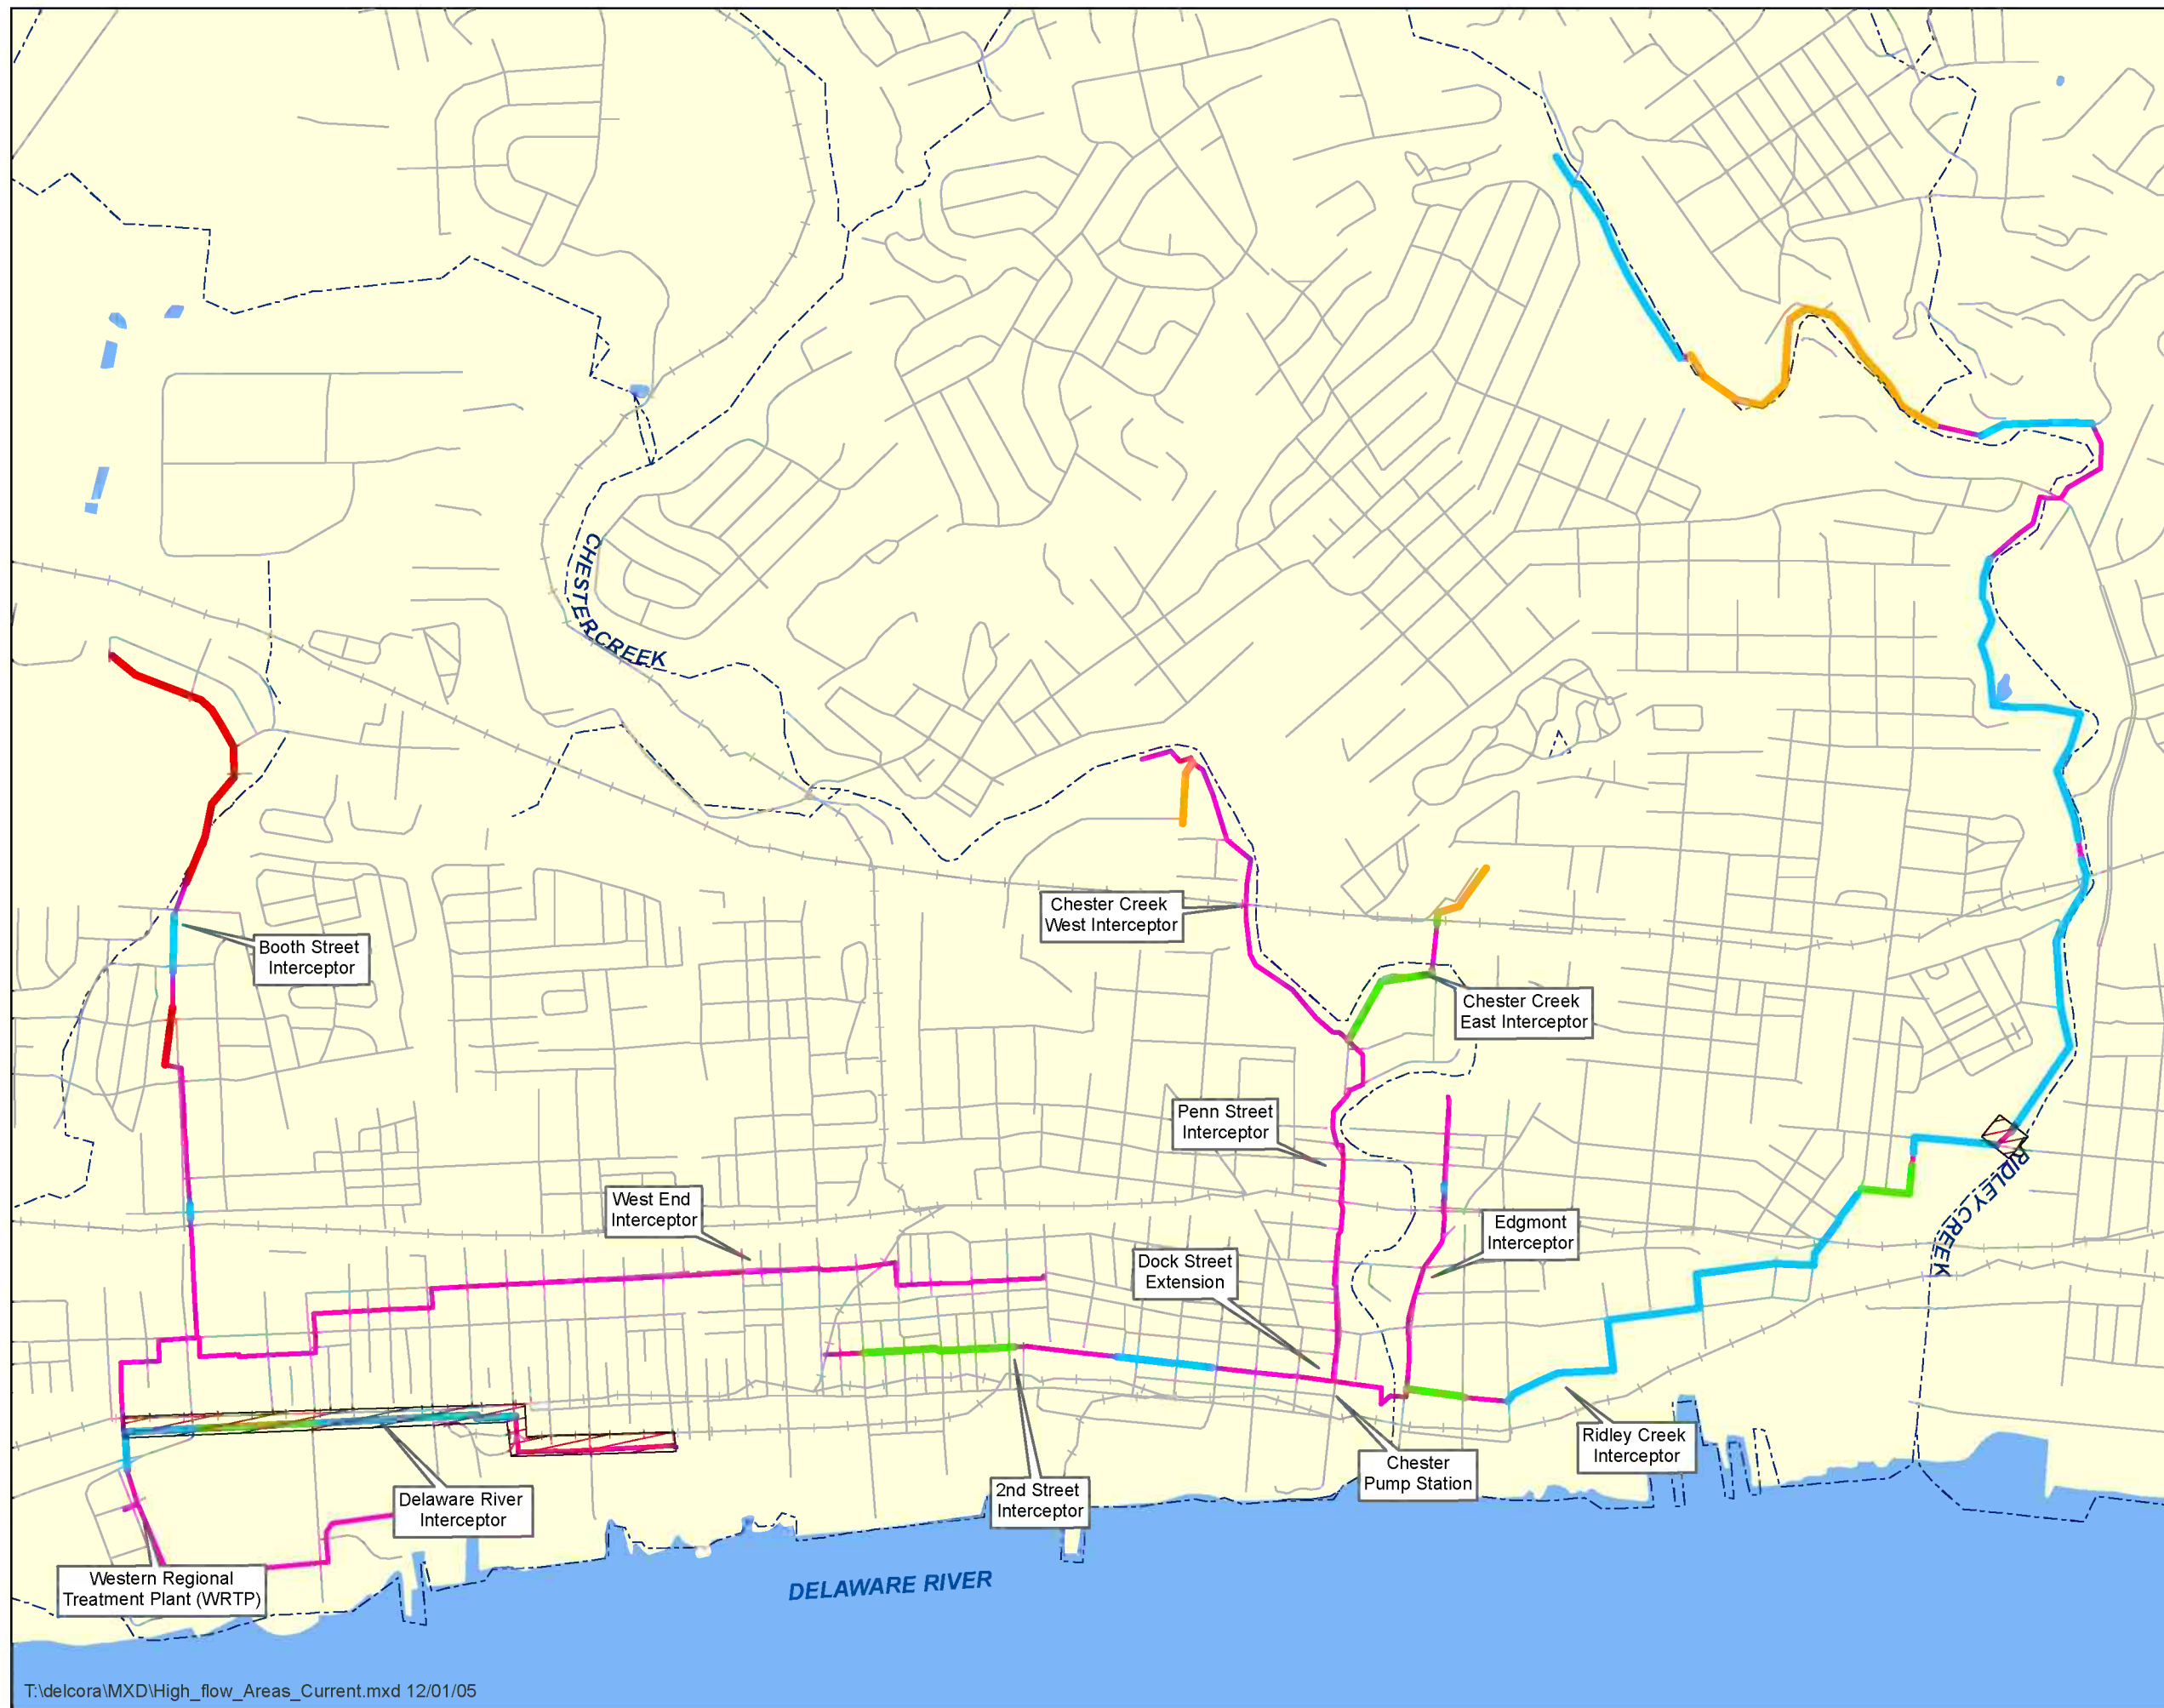 CHESTER CREEK
Chester Creek
West Interceptor
Booth Street
Interceptor
Chester Creek
East Interceptor
Penn Street
Interceptor
RIDLEY CREEK
West End
Interceptor
Edgmont
Interceptor
Dock Street
Extension
Ridley Creek
Interceptor
Chester
Pump Station
2nd Street
Interceptor
Delaware River
Interceptor
Western Regional
Treatment Plant (WRTP)
DELAWARE RIVER
T:\delcora\MXD\High_flow_Areas_Current.mxd 12/01/05